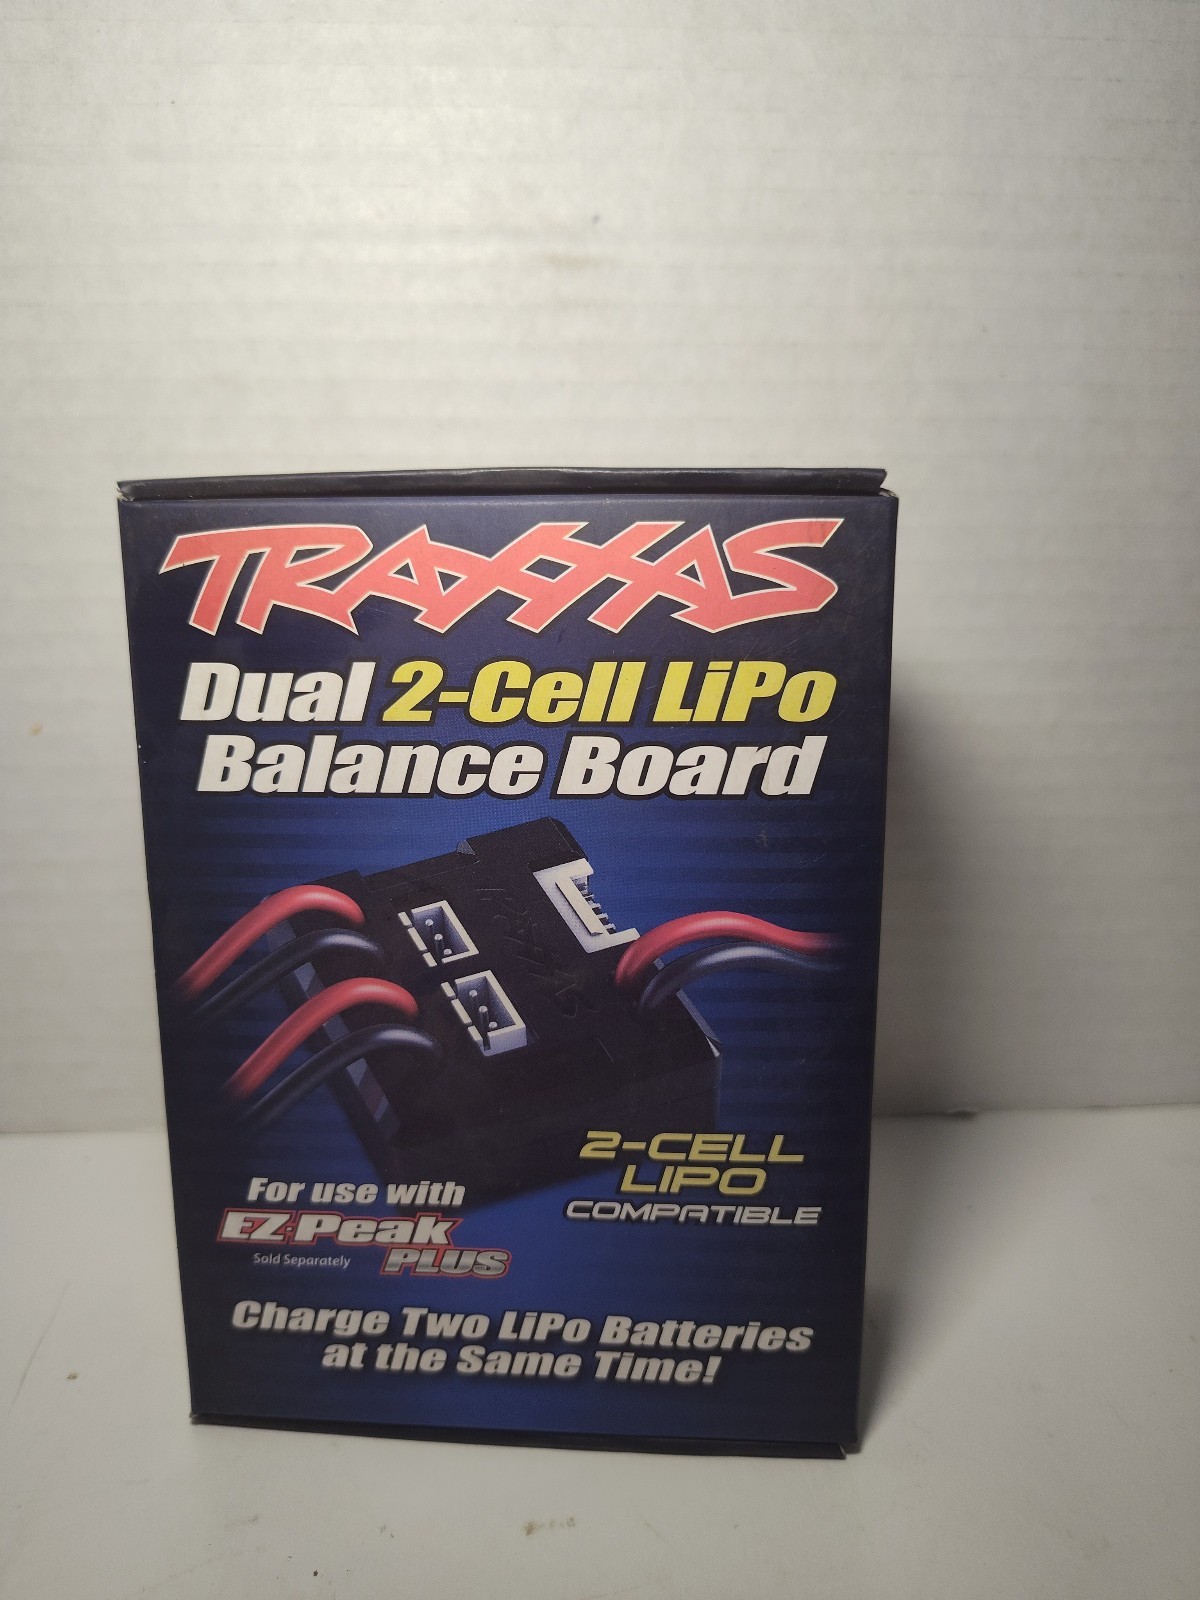 TRAXXAS
Dual 2-Cell LiPo
Balance Board
TRAXXAS
2-CELL
LIPO
COMPATIBLE
For use with
EZ-Peak
PLUS
Sold Separately
Charge Two LiPo Batteries
at the Same Time!